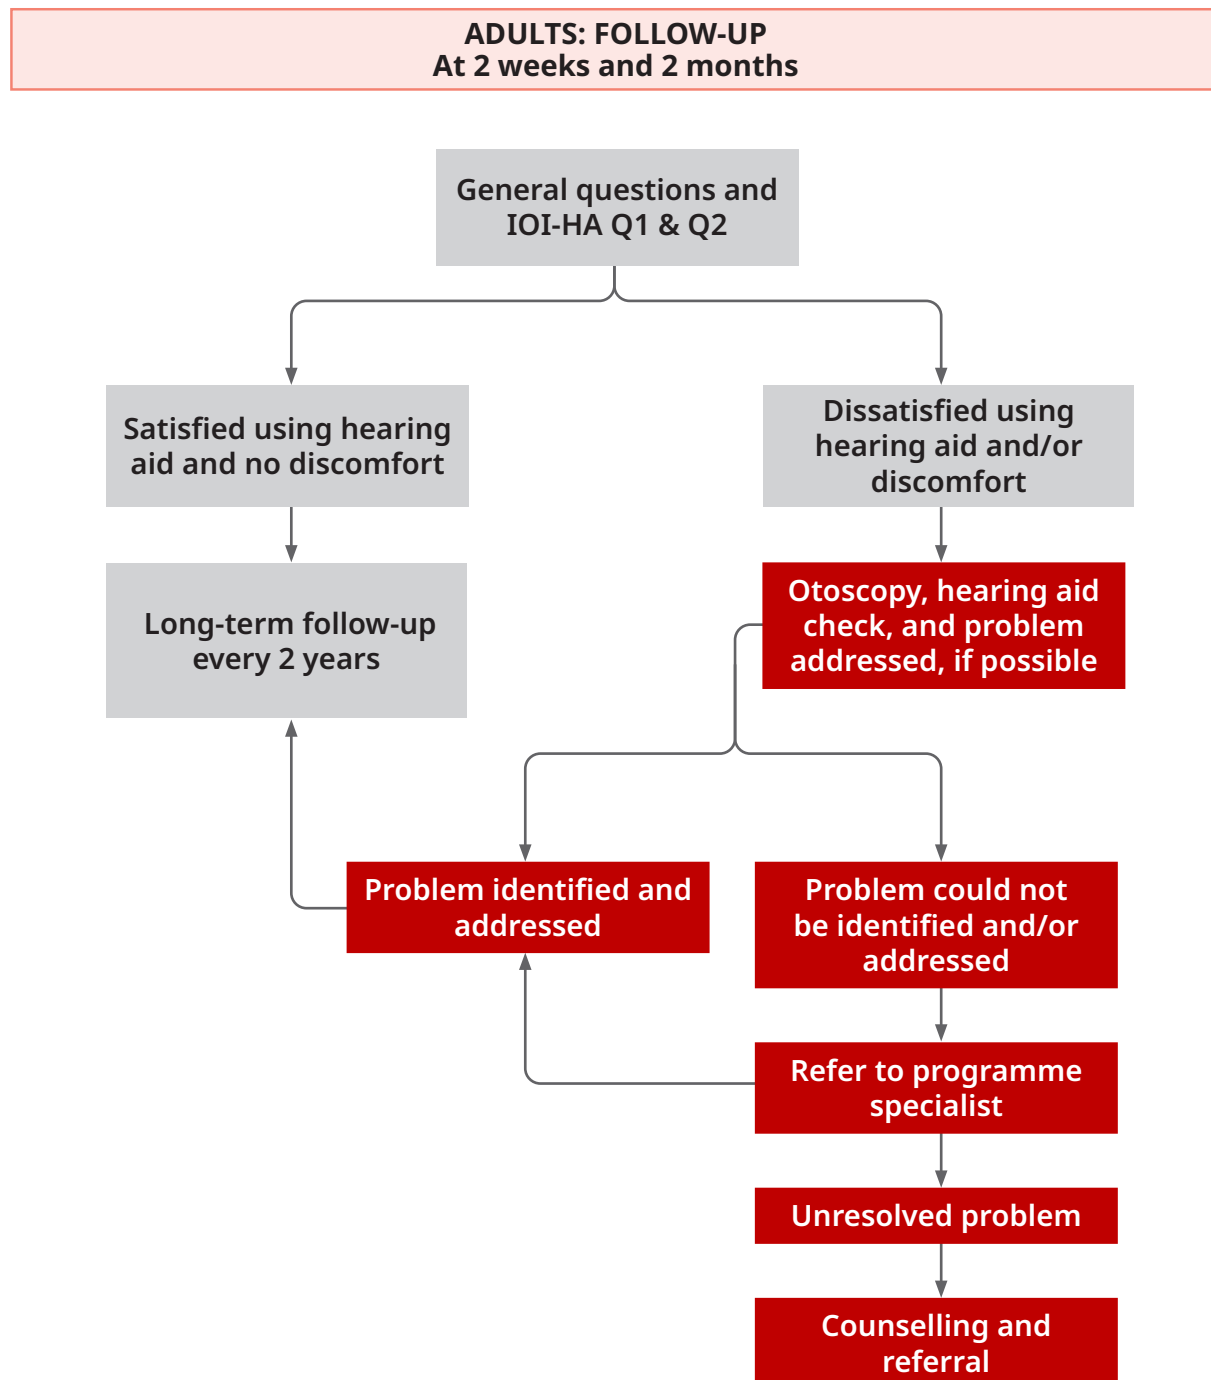 ADULTS: FOLLOW-UP
At 2 weeks and 2 months
General questions and
IOI-HA Q1 & Q2
Satisfied using hearing
aid and no discomfort
Dissatisfied using
hearing aid and/or
discomfort
Long-term follow-up
every 2 years
Otoscopy, hearing aid
check, and problem
addressed, if possible
Problem identified and
addressed
Problem could not
be identified and/or
addressed
Refer to programme
specialist
Unresolved problem
Counselling and
referral